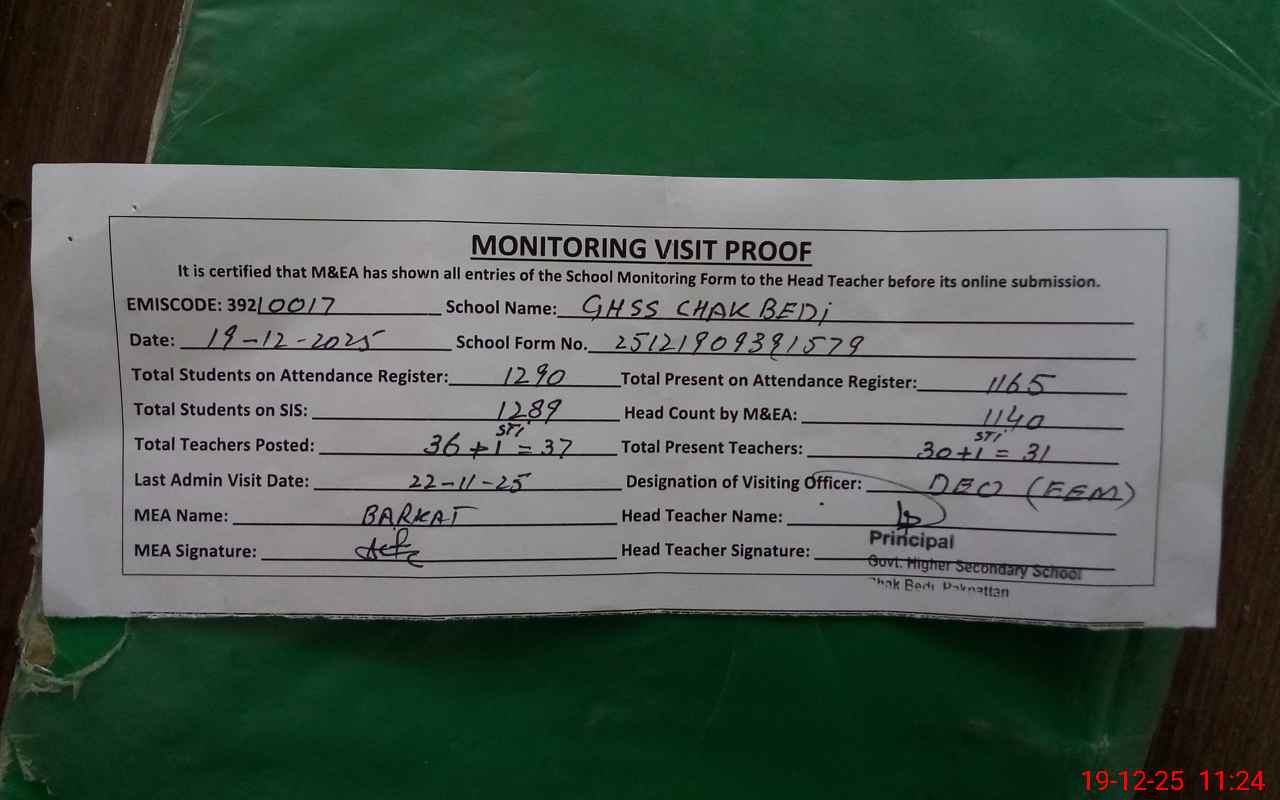 MONITORING VISIT PROOF
It is certified that M&EA has shown all entries of the School Monitoring Form to the Head Teacher before its online submission.
EMISCODE: 39210017 School Name: GHSS CHAK BEDi
Date: 19-12-2025 School Form No. 25121909391579
Total Students on Attendance Register: 1290 Total Present on Attendance Register: 1165
Total Students on SIS: 1289 Head Count by M&EA: 1140
STI STI
Total Teachers Posted: 36+1=37 Total Present Teachers: 30+1=31
Last Admin Visit Date: 22-11-25 Designation of Visiting Officer: DEO (EEM)
MEA Name: BARKAT Head Teacher Name:
MEA Signature: Head Teacher Signature:
Principal
Govt. Higher Secondary School
Chak Bedi, Pakpattan
19-12-25 11:24